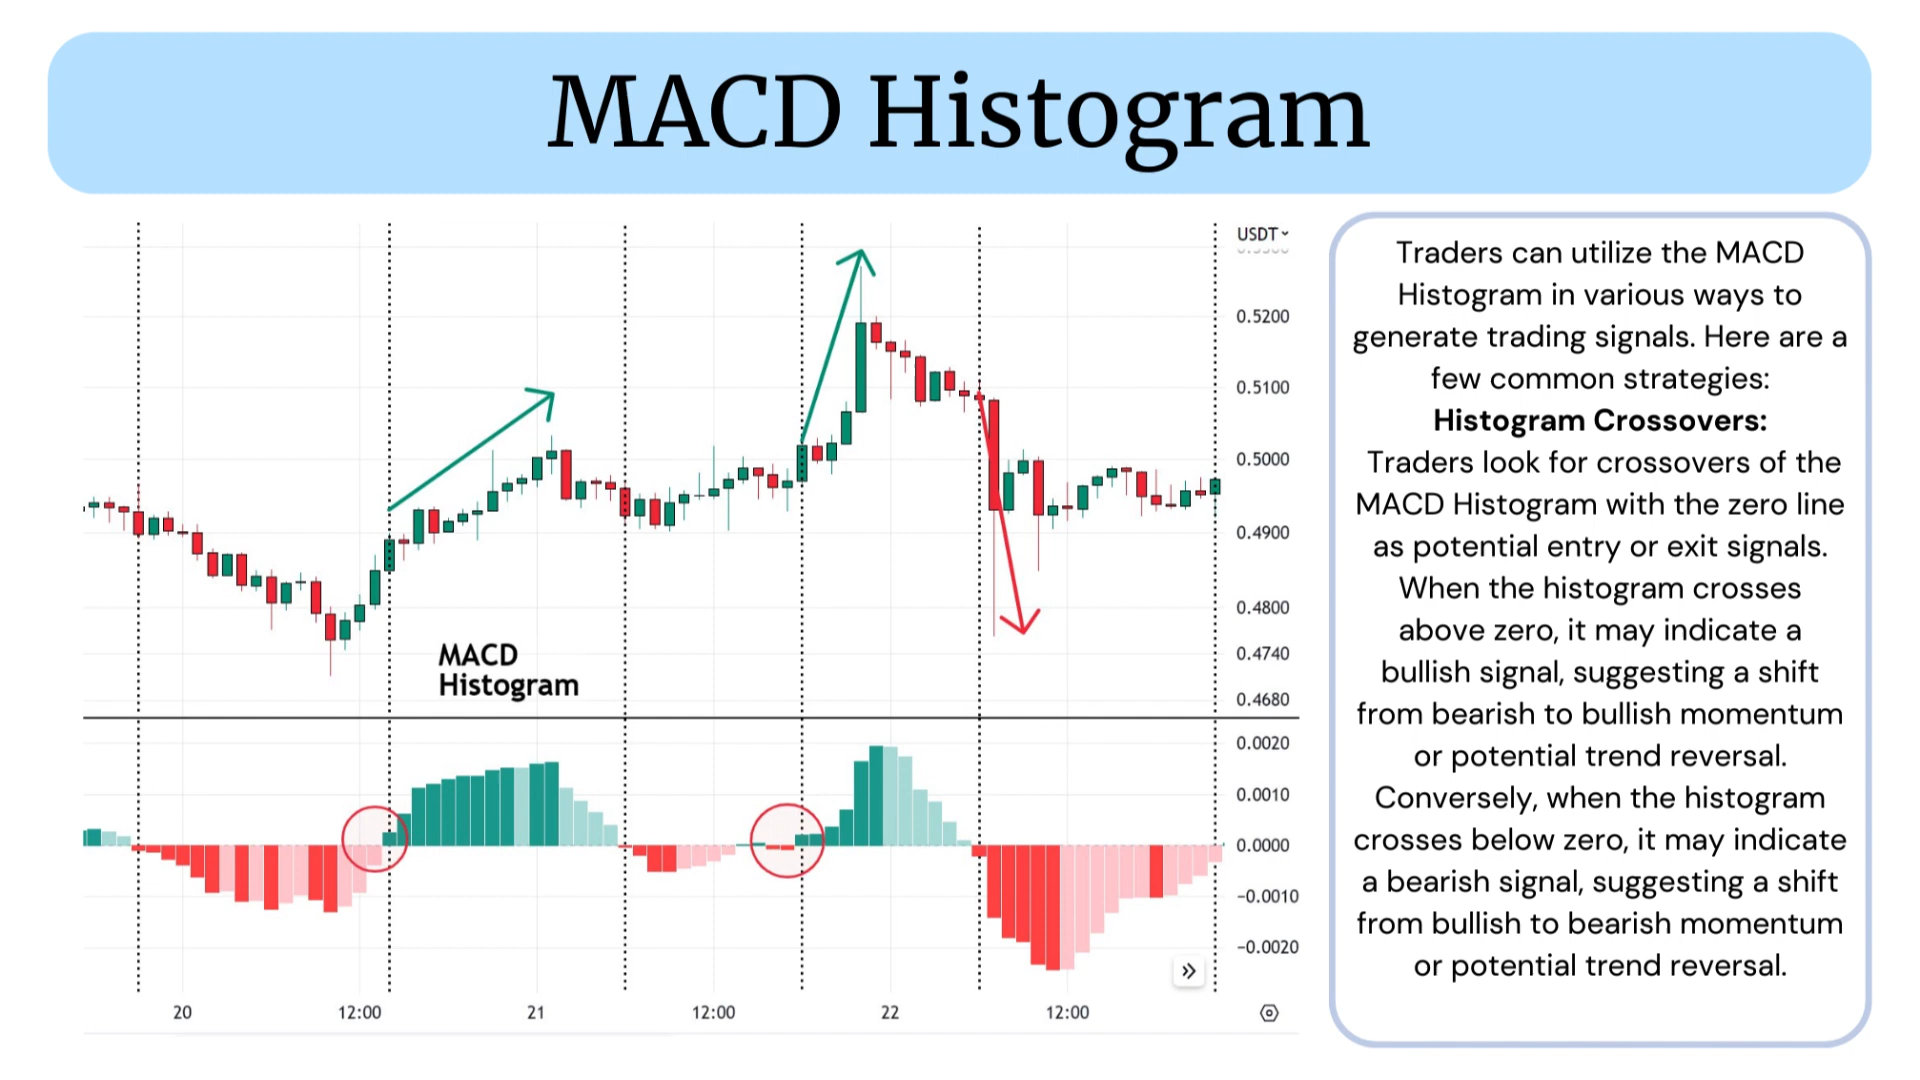 MACD Histogram
USDT
0.5300
0.5200
0.5100
0.5000
0.4900
0.4800
0.4740
0.4680
MACD
Histogram
0.0020
0.0010
0.0000
−0.0010
−0.0020
20 12:00 21 12:00 22 12:00
Traders can utilize the MACD
Histogram in various ways to
generate trading signals. Here are a
few common strategies:
Histogram Crossovers:
Traders look for crossovers of the
MACD Histogram with the zero line
as potential entry or exit signals.
When the histogram crosses
above zero, it may indicate a
bullish signal, suggesting a shift
from bearish to bullish momentum
or potential trend reversal.
Conversely, when the histogram
crosses below zero, it may indicate
a bearish signal, suggesting a shift
from bullish to bearish momentum
or potential trend reversal.